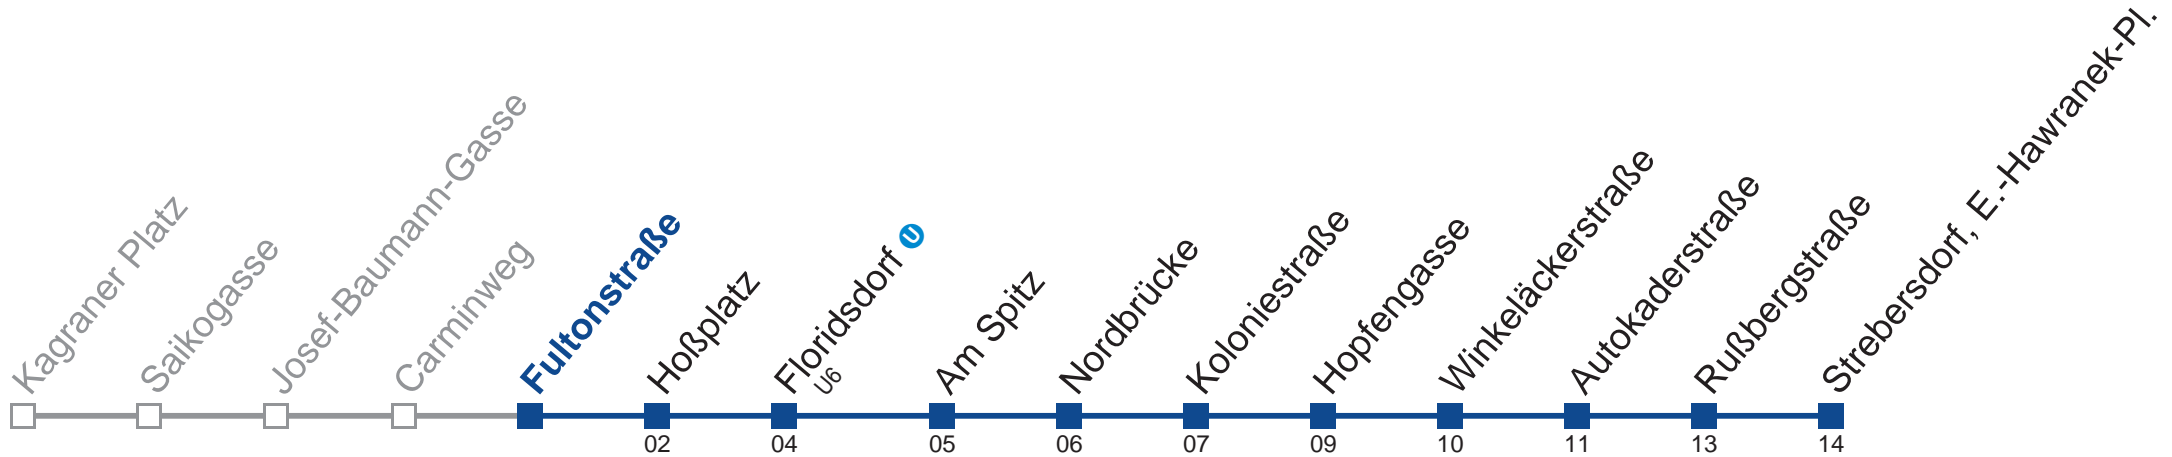 Kagraner Platz
Saikogasse
Josef-Baumann-Gasse
Carminweg
Fultonstraße
Hoßplatz
Floridsdorf U
U6
Am Spitz
Nordbrücke
Koloniestraße
Hopfengasse
Winkeläckerstraße
Autokaderstraße
Rußbergstraße
Strebersdorf, E.-Hawranek-Pl.
02 04 05 06 07 09 10 11 13 14